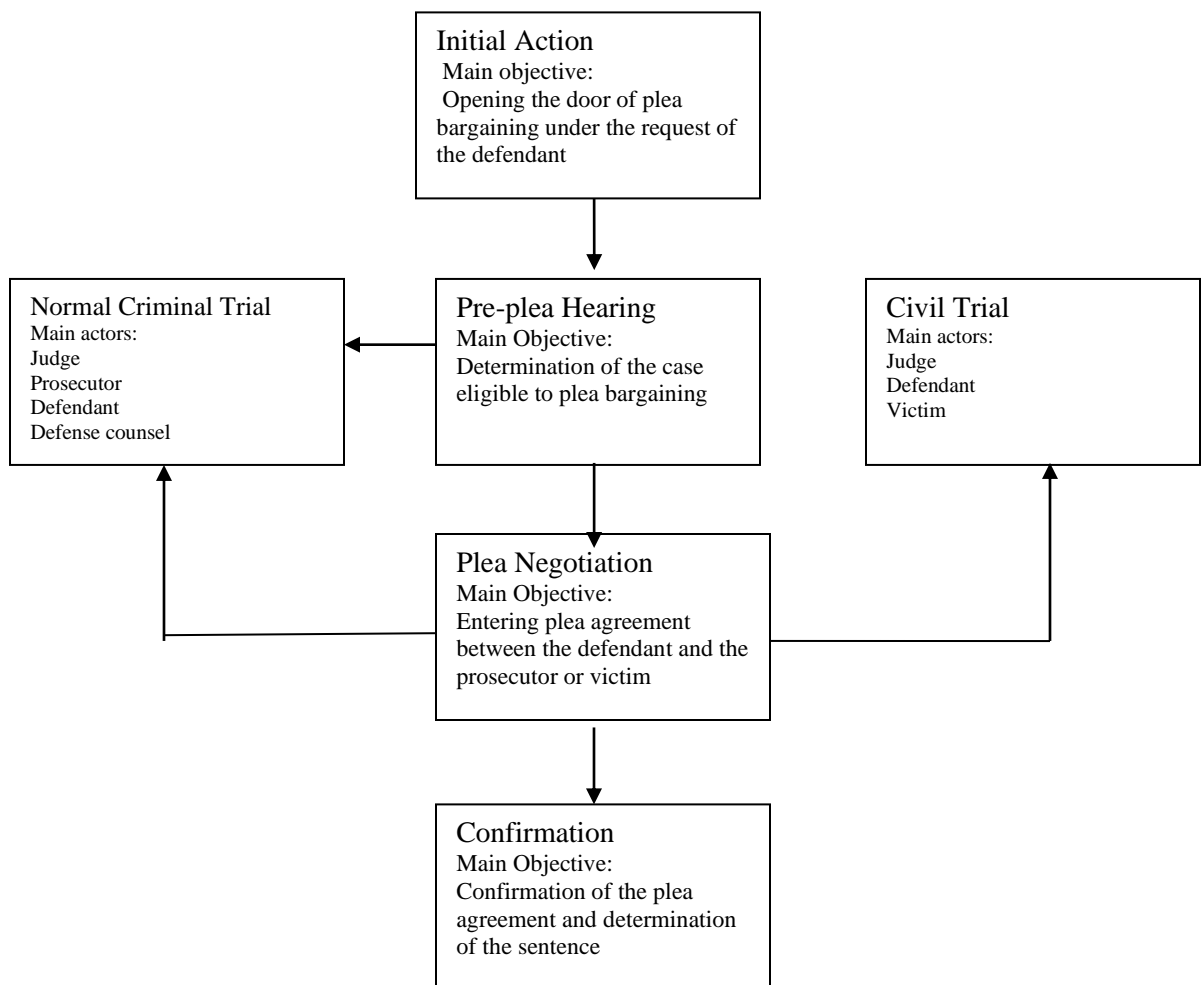 Initial Action
Main objective:
Opening the door of plea
bargaining under the request of
the defendant
Normal Criminal Trial
Main actors:
Judge
Prosecutor
Defendant
Defense counsel
Pre-plea Hearing
Main Objective:
Determination of the case
eligible to plea bargaining
Civil Trial
Main actors:
Judge
Defendant
Victim
Plea Negotiation
Main Objective:
Entering plea agreement
between the defendant and the
prosecutor or victim
Confirmation
Main Objective:
Confirmation of the plea
agreement and determination
of the sentence